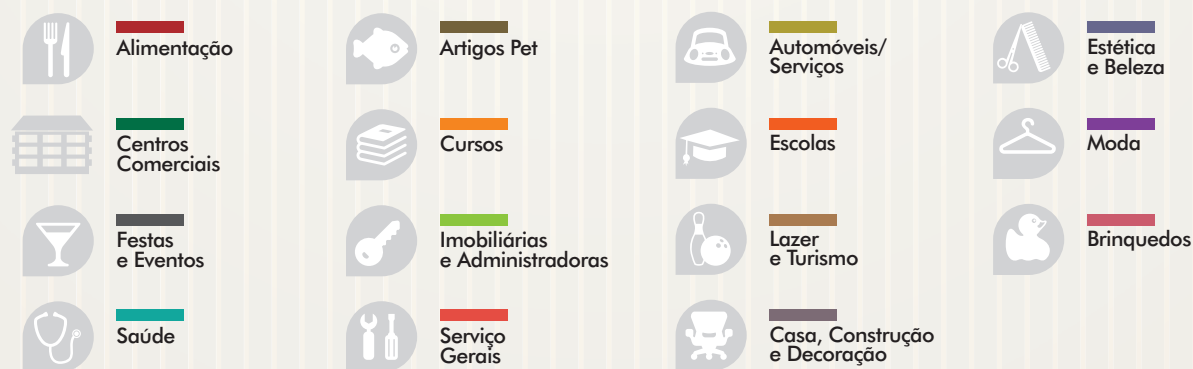 Alimentação
Artigos Pet
Automóveis/
Serviços
Estética
e Beleza
Centros
Comerciais
Cursos
Escolas
Moda
Festas
e Eventos
Imobiliárias
e Administradoras
Lazer
e Turismo
Brinquedos
Saúde
Serviço
Gerais
Casa, Construção
e Decoração